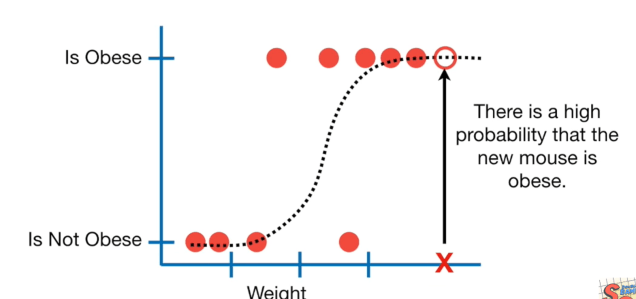 Is Obese
There is a high
probability that the
new mouse is
obese.
Is Not Obese
X
Weight